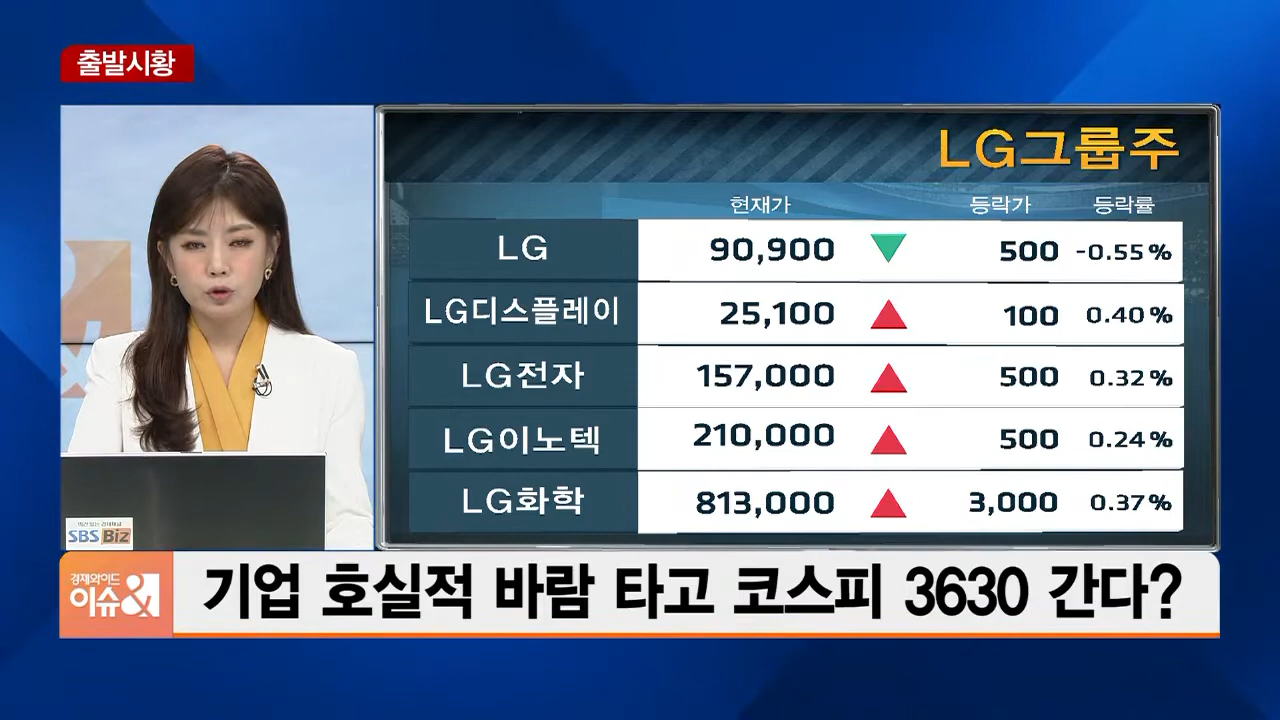 출발시황
LG그룹주
현재가 등락가 등락률
LG 90,900 ▼ 500 -0.55%
LG디스플레이 25,100 ▲ 100 0.40%
LG전자 157,000 ▲ 500 0.32%
LG이노텍 210,000 ▲ 500 0.24%
LG화학 813,000 ▲ 3,000 0.37%
SBS Biz
경제와이드
이슈&
기업 호실적 바람 타고 코스피 3630 간다?